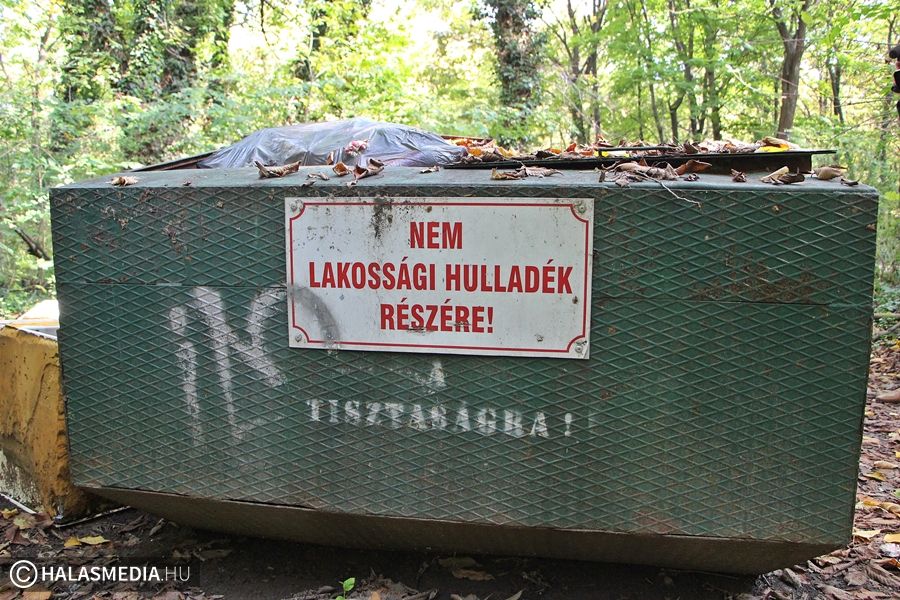 NEM
LAKOSSÁGI HULLADÉK
RÉSZÉRE!
A
TISZTASÁGRA!
© HALASMEDIA.HU